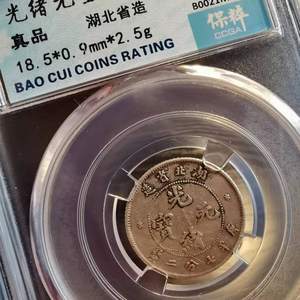 光绪元
湖北省造
真品
18.5*0.9mm*2.5g
BAO CUI COINS RATING
保粹
CCGA
造省北湖
光
元
寶
緒